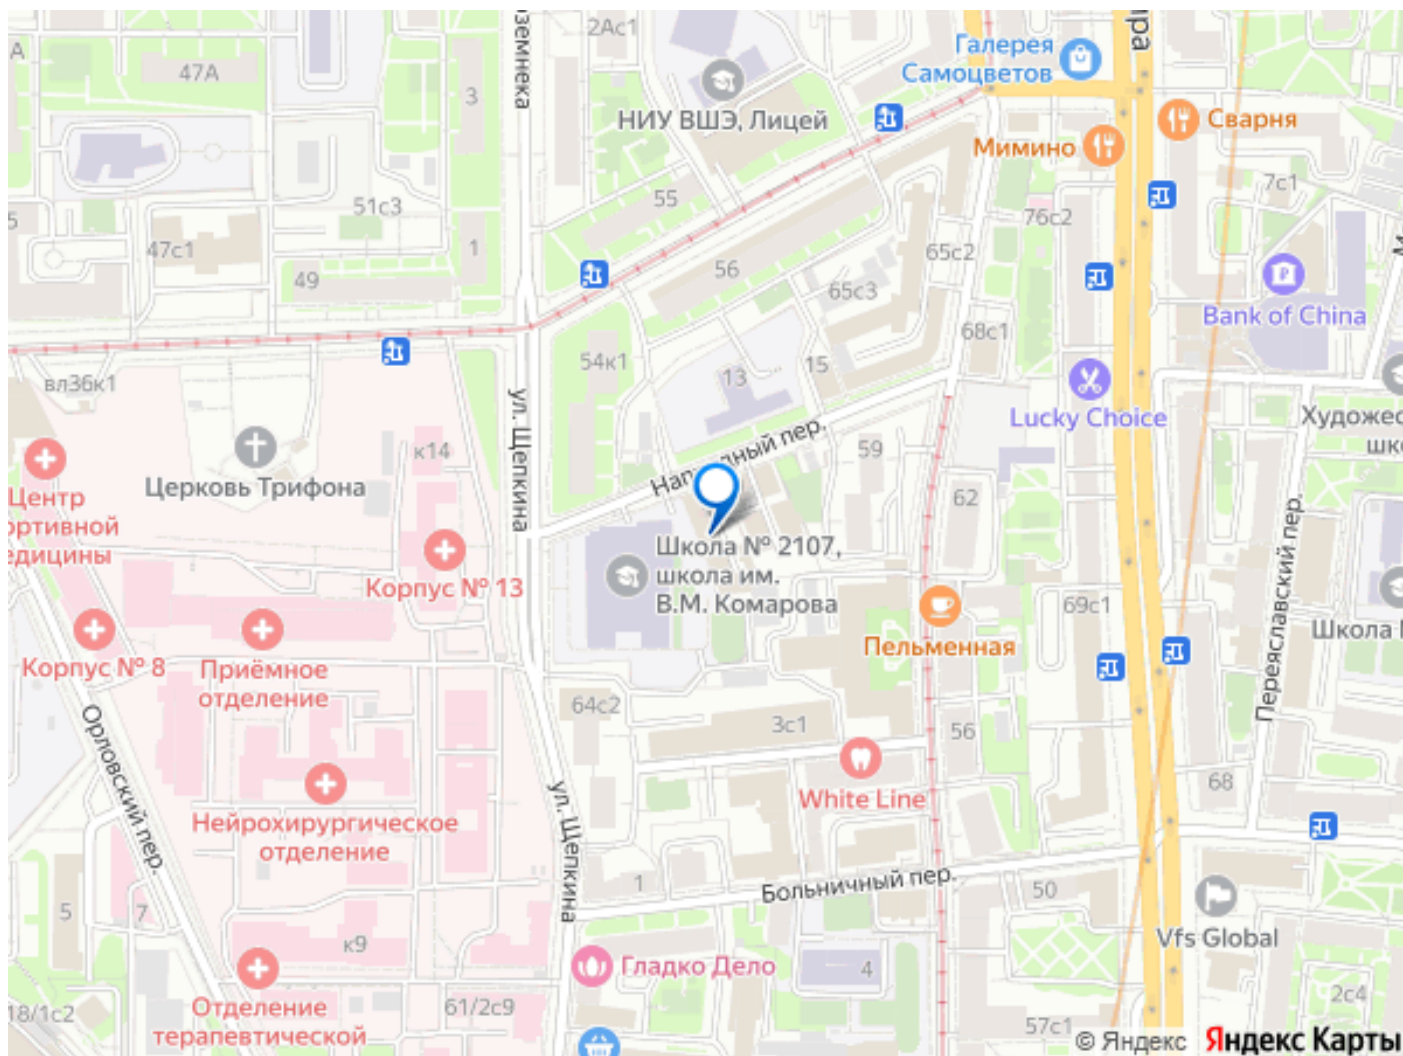 2Ас1
47А
3
А
НИУ ВШЭ, Лицей
Галерея
Самоцветов
Сварня
Мимино
7с1
51с3
55
5
47с1
1
49
56
65с2
65с3
76с2
Bank of China
68с1
54к1
13
15
вл36к1
Lucky Choice
ул. Щепкина
к14
Церковь Трифона
59
62
Центр
Корпус № 13
Школа № 2107,
школа им.
В.М. Комарова
Пельменная
69с1
Переяславский пер.
Корпус № 8
Приёмное
отделение
64с2
3с1
56
68
Орловский пер.
White Line
ул. Щепкина
Нейрохирургическое
отделение
Больничный пер.
1
50
5
7
к9
Vfs Global
Гладко Дело
4
Отделение
терапевтической
61/2с9
18/1с2
2с4
57с1
© Яндекс Яндекс Карты